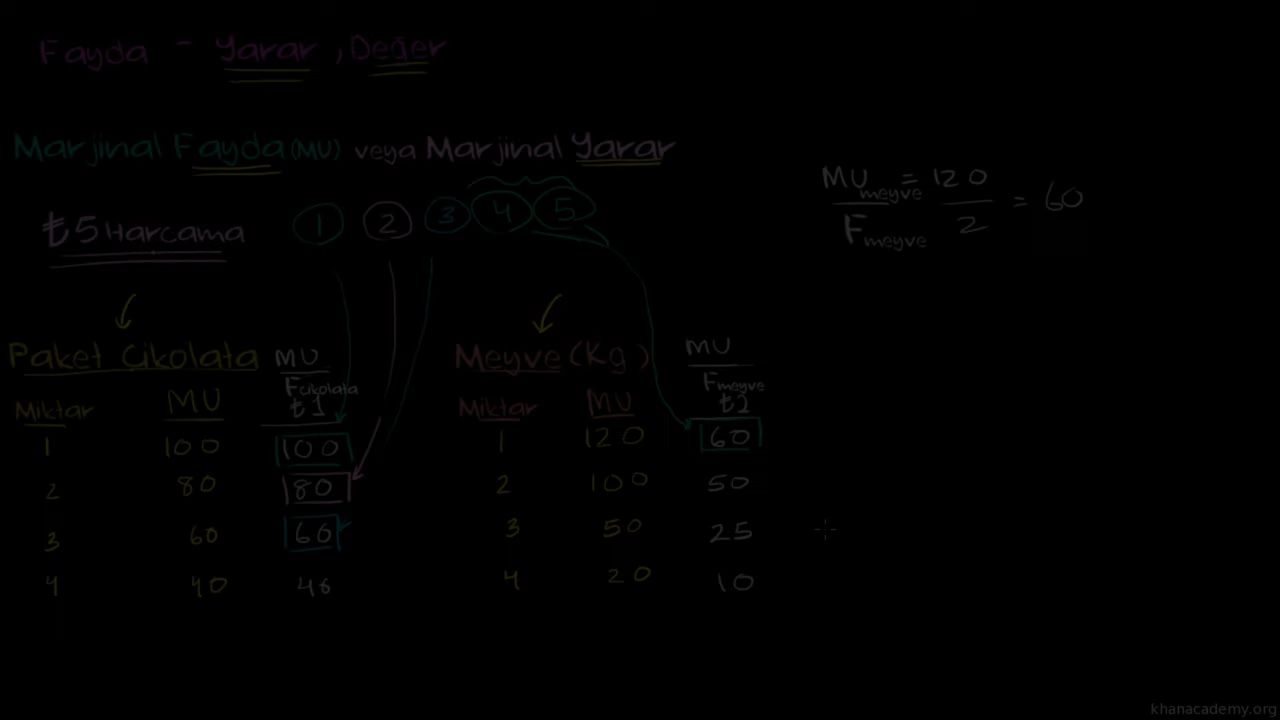 Fayda - Yarar, Değer
Marjinal Fayda (MU) veya Marjinal Yarar
₺5 Harcama 1 2 3 4 5
MU meyve = 120
F meyve 2 = 60
Paket Çikolata MU
F çikolata
₺1
Meyve (Kg) MU
F meyve
₺2
Miktar MU Miktar MU
1 100 100 1 120 60
2 80 80 2 100 50
3 60 60 3 50 25
4 40 40 4 20 10
khanacademy.org